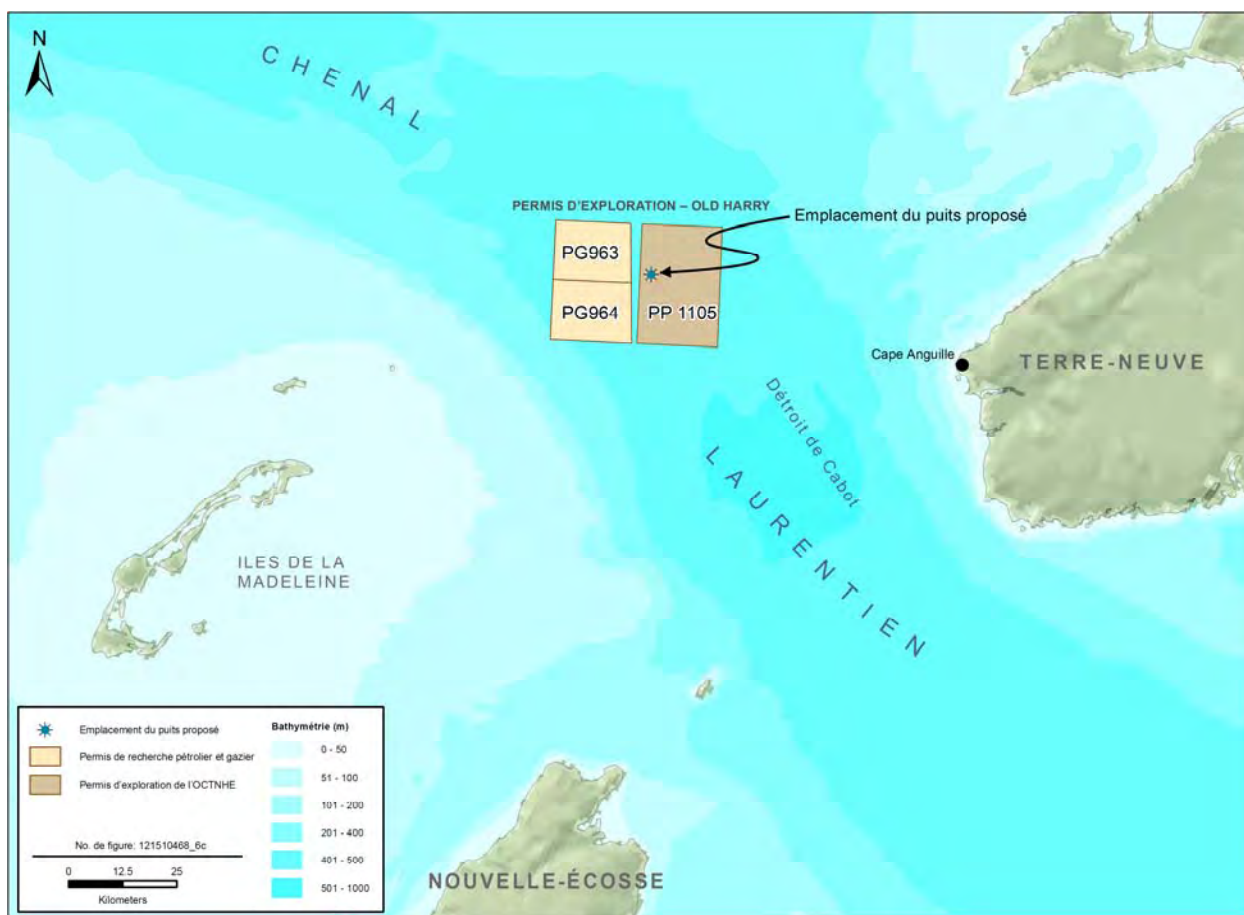 N
CHENAL
PERMIS D'EXPLORATION – OLD HARRY
Emplacement du puits proposé
PG963
PG964
PP 1105
Cape Anguille
TERRE-NEUVE
Détroit de Cabot
LAURENTIEN
ILES DE LA
MADELEINE
NOUVELLE-ÉCOSSE
Emplacement du puits proposé
Permis de recherche pétrolier et gazier
Permis d'exploration de l'OCTNHE
No. de figure: 121510468_6c
0 12.5 25
Kilometers
Bathymétrie (m)
0 - 50
51 - 100
101 - 200
201 - 400
401 - 500
501 - 1000